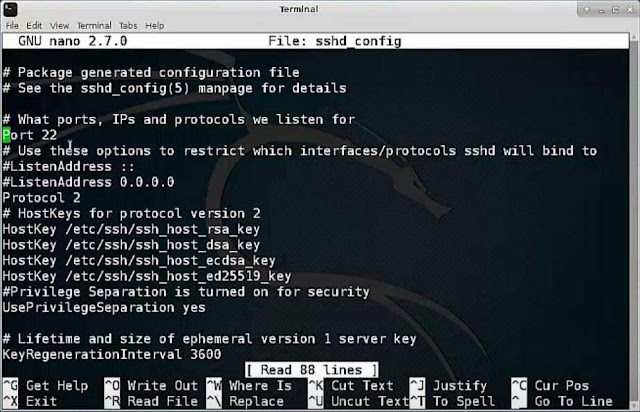 Terminal
File Edit View Terminal Tabs Help
GNU nano 2.7.0 File: sshd_config
# Package generated configuration file
# See the sshd_config(5) manpage for details
# What ports, IPs and protocols we listen for
Port 22
# Use these options to restrict which interfaces/protocols sshd will bind to
#ListenAddress ::
#ListenAddress 0.0.0.0
Protocol 2
# HostKeys for protocol version 2
HostKey /etc/ssh/ssh_host_rsa_key
HostKey /etc/ssh/ssh_host_dsa_key
HostKey /etc/ssh/ssh_host_ecdsa_key
HostKey /etc/ssh/ssh_host_ed25519_key
#Privilege Separation is turned on for security
UsePrivilegeSeparation yes
# Lifetime and size of ephemeral version 1 server key
KeyRegenerationInterval 3600
[ Read 88 lines ]
^G Get Help ^O Write Out ^W Where Is ^K Cut Text ^J Justify ^C Cur Pos
^X Exit ^R Read File ^\ Replace ^U Uncut Text ^T To Spell ^_ Go To Line